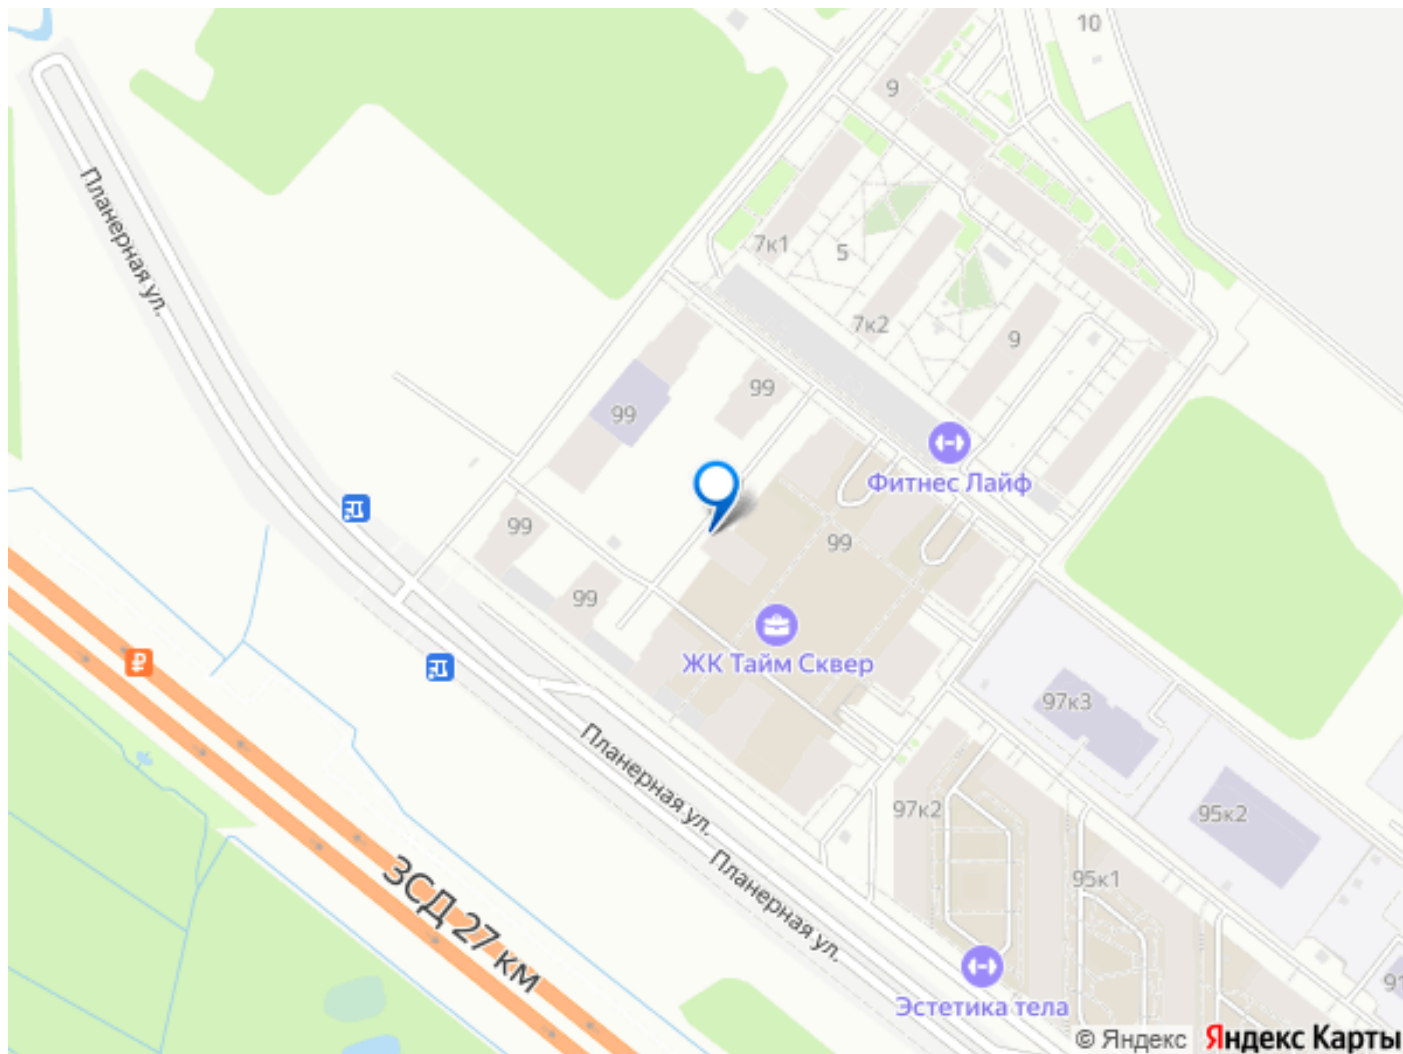 10
9
Планерная ул.
7к1
5
7к2
9
99
99
Фитнес Лайф
99
99
99
ЖК Тайм Сквер
97к3
Планерная ул.
97к2
95к2
Планерная ул.
95к1
ЗСД 27 км
91
Эстетика тела
© Яндекс Яндекс Карты